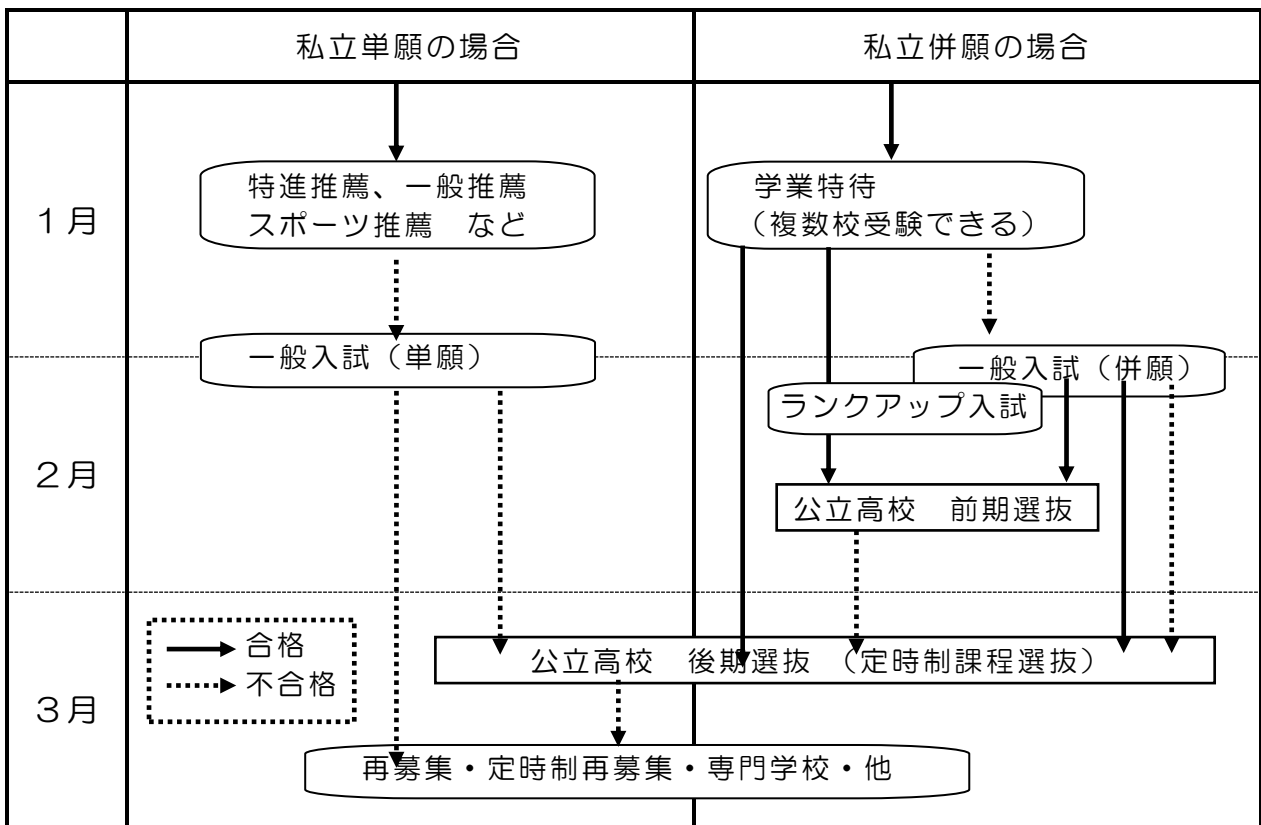 私立単願の場合
私立併願の場合
１月
特進推薦、一般推薦
スポーツ推薦　など
学業特待
（複数校受験できる）
一般入試（単願）
一般入試（併願）
ランクアップ入試
２月
公立高校　前期選抜
合格
不合格
公立高校　後期選抜　（定時制課程選抜）
３月
再募集・定時制再募集・専門学校・他